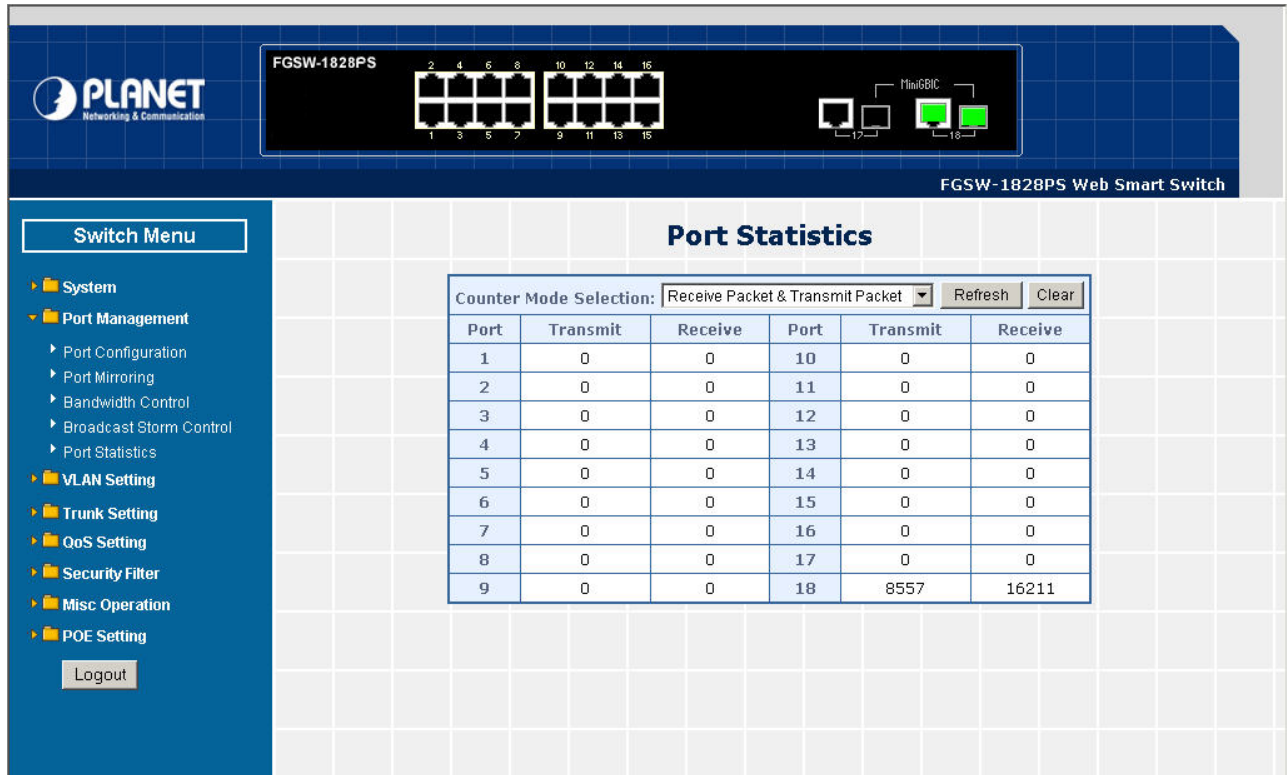 PLANET
Networking & Communication
FGSW-1828PS
2 4 6 8 10 12 14 16
1 3 5 7 9 11 13 15
MiniGBIC
17 18
FGSW-1828PS Web Smart Switch
Switch Menu
System
Port Management
Port Configuration
Port Mirroring
Bandwidth Control
Broadcast Storm Control
Port Statistics
VLAN Setting
Trunk Setting
QoS Setting
Security Filter
Misc Operation
POE Setting
Logout
Port Statistics
Counter Mode Selection: Receive Packet & Transmit Packet Refresh Clear
Port Transmit Receive Port Transmit Receive
1 0 0 10 0 0
2 0 0 11 0 0
3 0 0 12 0 0
4 0 0 13 0 0
5 0 0 14 0 0
6 0 0 15 0 0
7 0 0 16 0 0
8 0 0 17 0 0
9 0 0 18 8557 16211